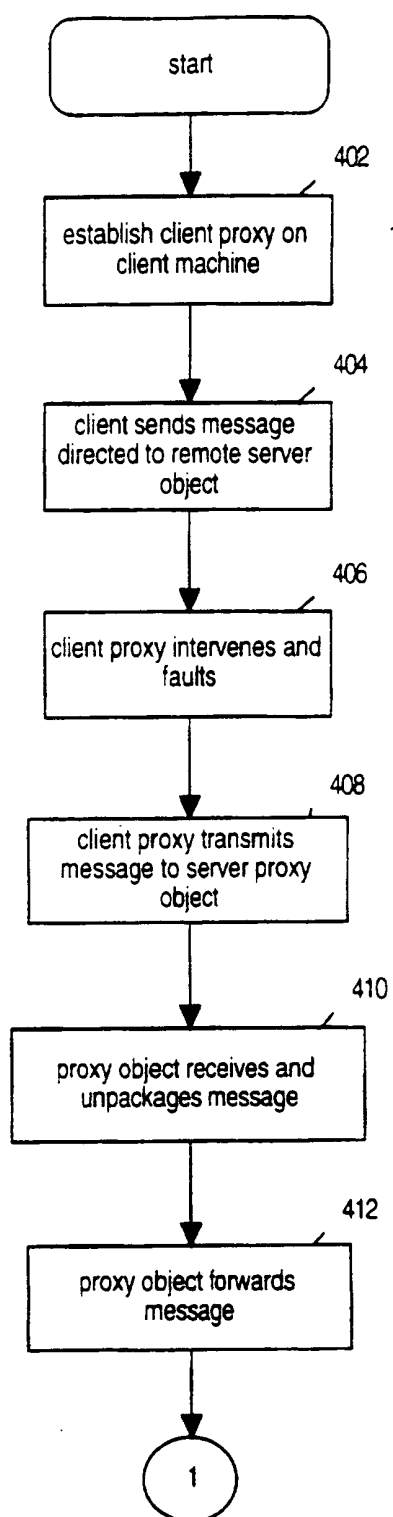 start
402
establish client proxy on
client machine
404
client sends message
directed to remote server
object
406
client proxy intervenes and
faults
408
client proxy transmits
message to server proxy
object
410
proxy object receives and
unpackages message
412
proxy object forwards
message
1